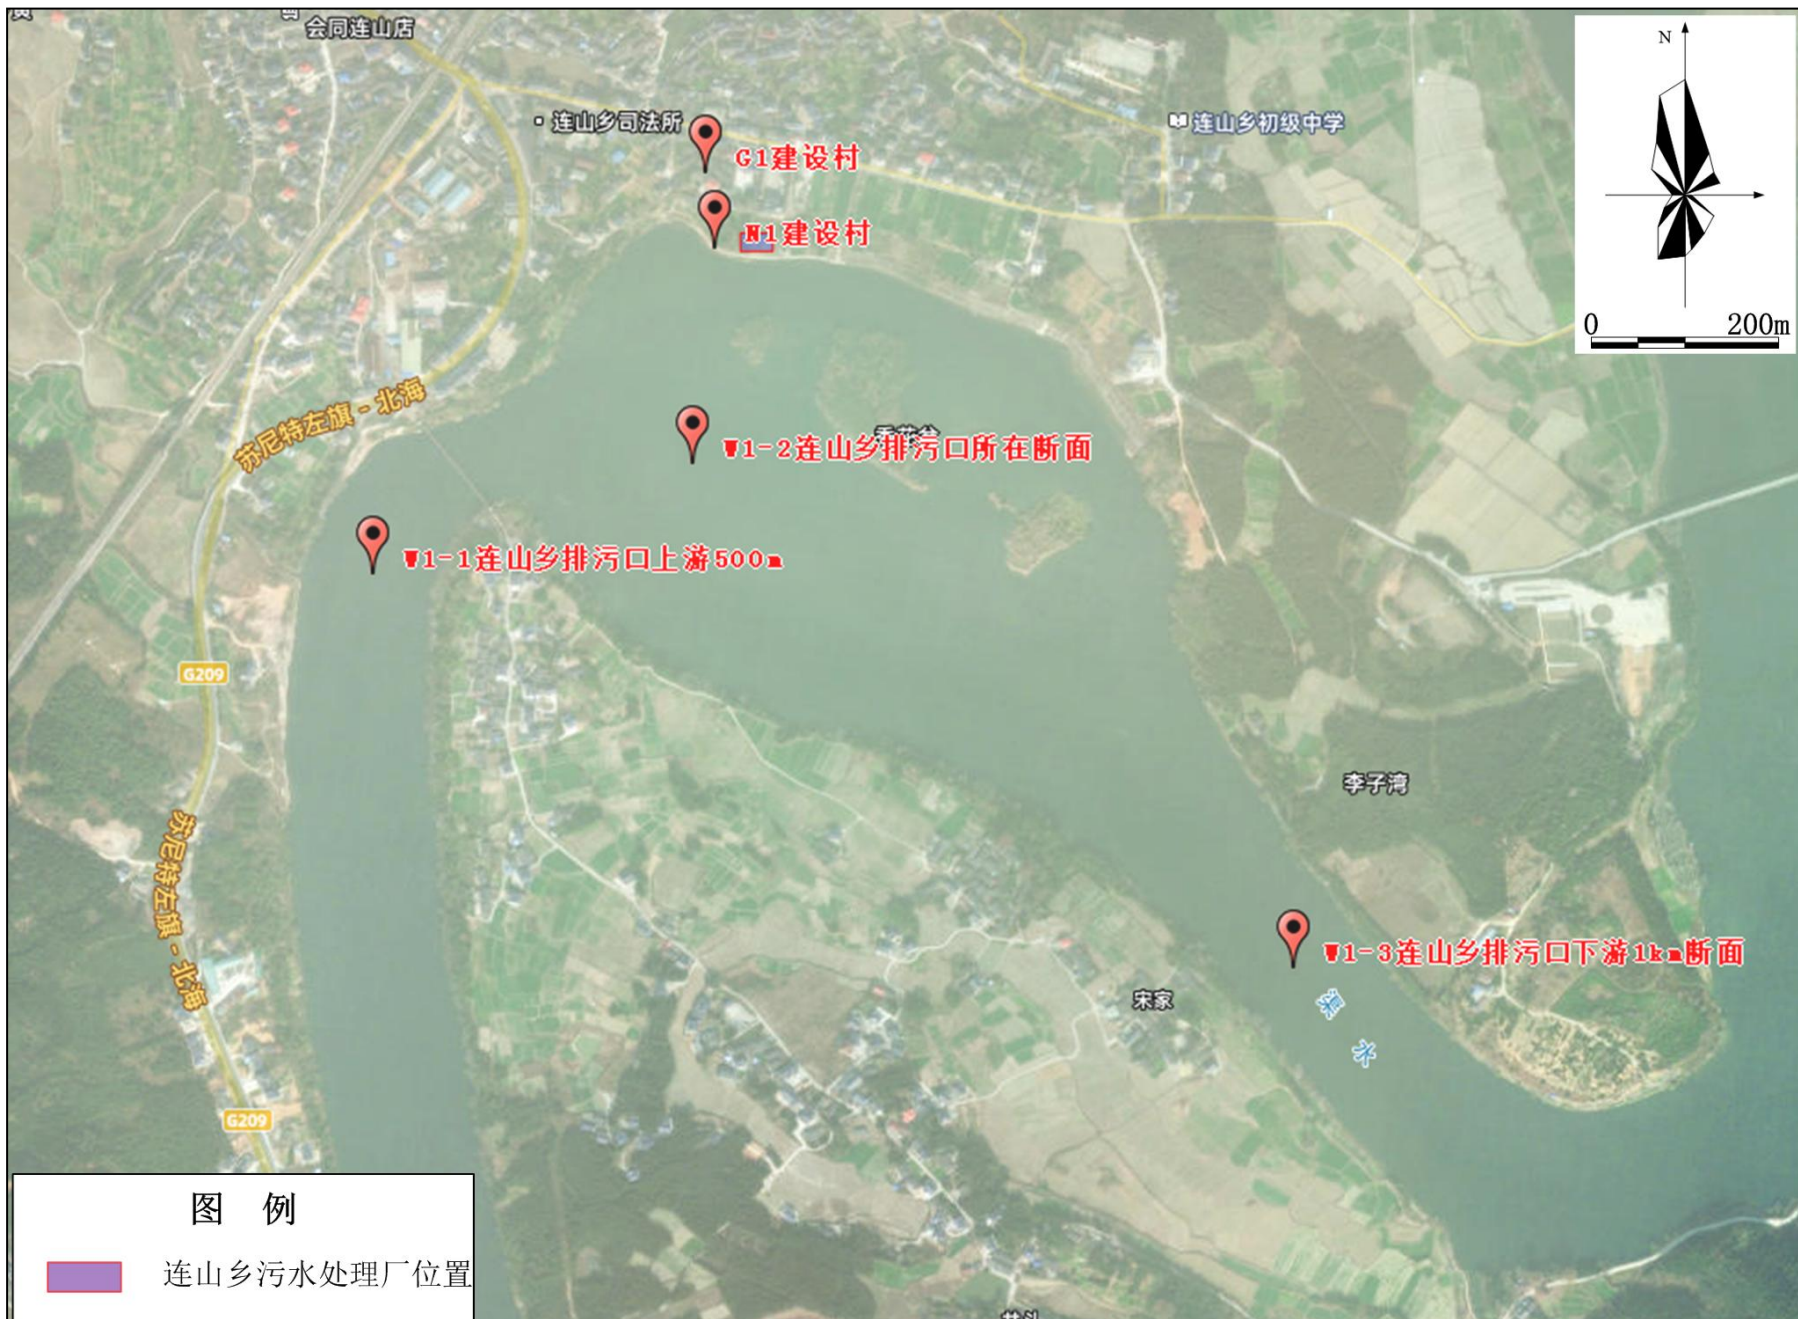 会同连山店
连山乡司法所
连山乡初级中学
G1建设村
N1建设村
N
0 200m
苏尼特左旗 - 北海
W1-2连山乡排污口所在断面
W1-1连山乡排污口上游500m
G209
李子湾
苏尼特左旗 - 北海
W1-3连山乡排污口下游1km断面
宋家
渠水
G209
图 例
连山乡污水处理厂位置